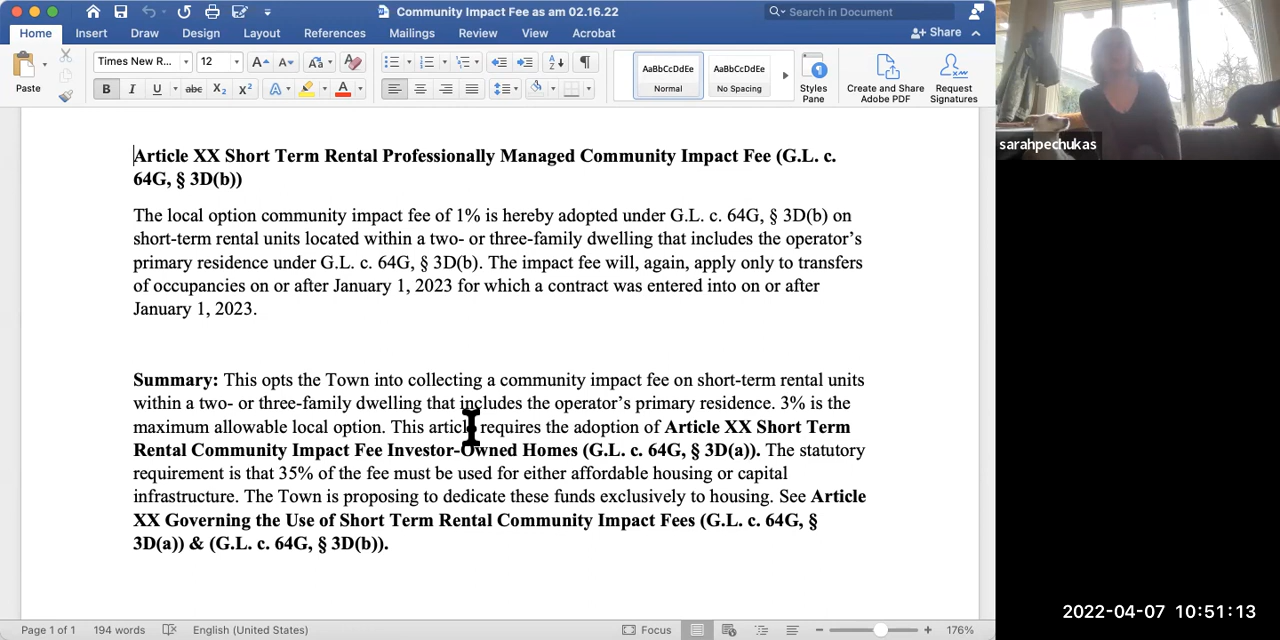 Community Impact Fee as am 02.16.22
Search in Document
Home Insert Draw Design Layout References Mailings Review View Acrobat Share
Paste
Times New R... 12
AaBbCcDdEe AaBbCcDdEe
Normal No Spacing
Styles Pane
Create and Share Adobe PDF
Request Signatures
Article XX Short Term Rental Professionally Managed Community Impact Fee (G.L. c.
64G, § 3D(b))
The local option community impact fee of 1% is hereby adopted under G.L. c. 64G, § 3D(b) on
short-term rental units located within a two- or three-family dwelling that includes the operator’s
primary residence under G.L. c. 64G, § 3D(b). The impact fee will, again, apply only to transfers
of occupancies on or after January 1, 2023 for which a contract was entered into on or after
January 1, 2023.
Summary: This opts the Town into collecting a community impact fee on short-term rental units
within a two- or three-family dwelling that includes the operator’s primary residence. 3% is the
maximum allowable local option. This article requires the adoption of Article XX Short Term
Rental Community Impact Fee Investor-Owned Homes (G.L. c. 64G, § 3D(a)). The statutory
requirement is that 35% of the fee must be used for either affordable housing or capital
infrastructure. The Town is proposing to dedicate these funds exclusively to housing. See Article
XX Governing the Use of Short Term Rental Community Impact Fees (G.L. c. 64G, §
3D(a)) & (G.L. c. 64G, § 3D(b)).
Page 1 of 1 194 words English (United States) Focus 176%
sarahpechukas
2022-04-07 10:51:13